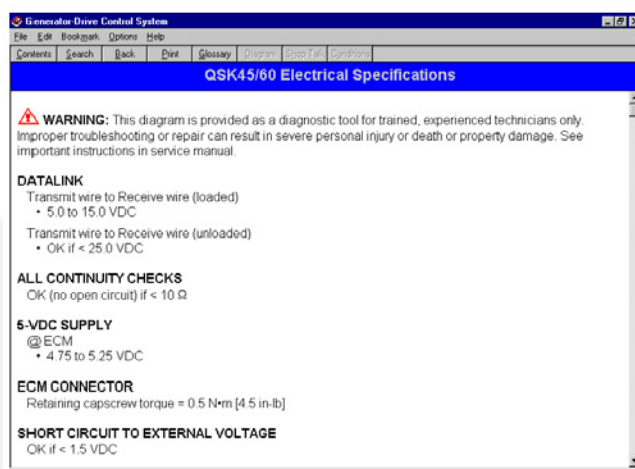 Generator-Drive Control System
File Edit Bookmark Options Help
Contents Search Back Print Glossary Diagram Shop Talk Conditions
QSK45/60 Electrical Specifications
WARNING: This diagram is provided as a diagnostic tool for trained, experienced technicians only.
Improper troubleshooting or repair can result in severe personal injury or death or property damage. See
important instructions in service manual.
DATALINK
Transmit wire to Receive wire (loaded)
• 5.0 to 15.0 VDC
Transmit wire to Receive wire (unloaded)
• OK if < 25.0 VDC
ALL CONTINUITY CHECKS
OK (no open circuit) if < 10 Ω
5-VDC SUPPLY
@ECM
• 4.75 to 5.25 VDC
ECM CONNECTOR
Retaining capscrew torque = 0.5 N•m [4.5 in-lb]
SHORT CIRCUIT TO EXTERNAL VOLTAGE
OK if < 1.5 VDC